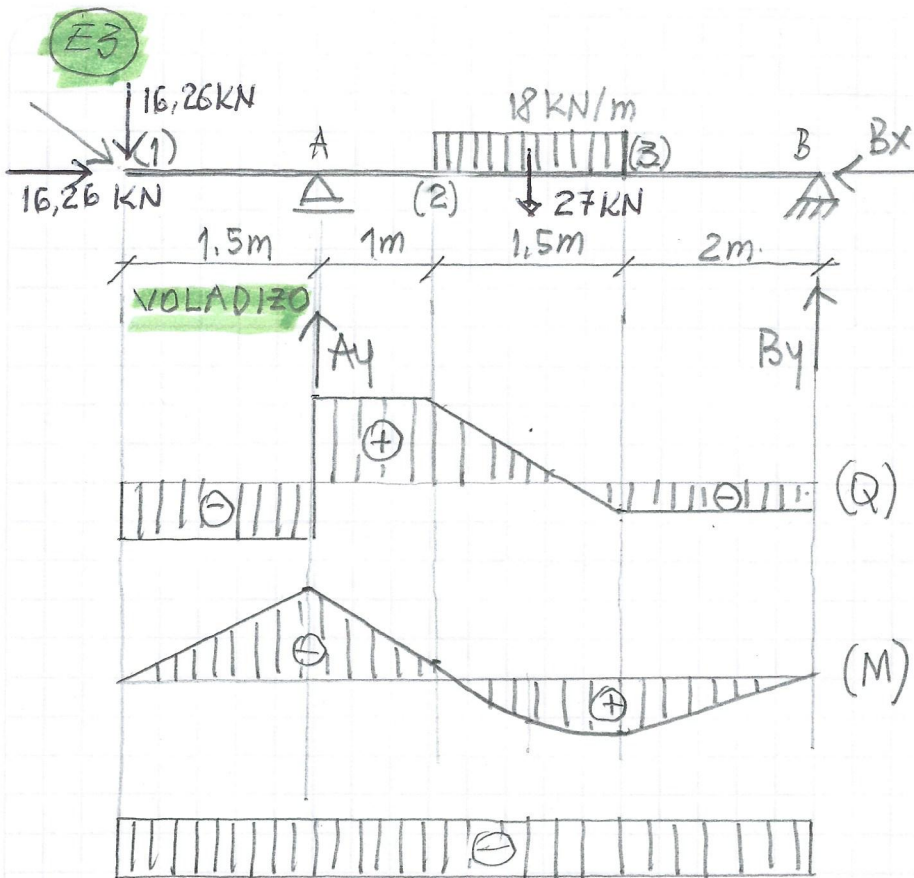 E3
16,26KN
18 KN/m
(1) A (3) B Bx
16,26 KN (2) 27KN
1.5m 1m 1,5m 2m.
VOLADIZO
Ay By
+
- - (Q)
- (M)
+
-